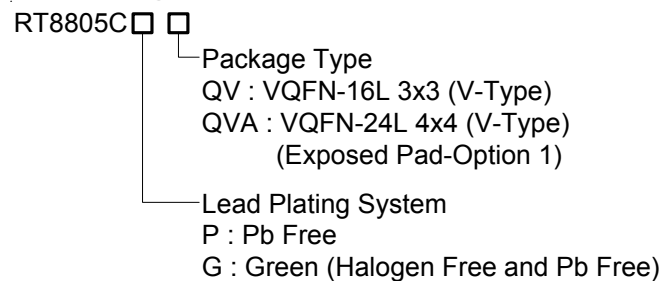 RT8805C□ □
Package Type
QV : VQFN-16L 3x3 (V-Type)
QVA : VQFN-24L 4x4 (V-Type)
(Exposed Pad-Option 1)
Lead Plating System
P : Pb Free
G : Green (Halogen Free and Pb Free)